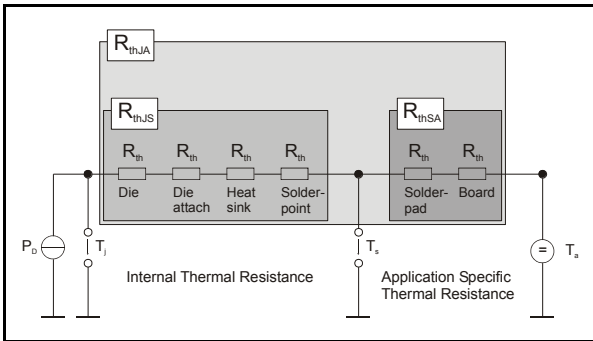 RthJA
RthJS
RthSA
Rth Rth Rth Rth Rth Rth
Die Die Heat Solder- Solder- Board
attach sink point pad
PD Tj Ts = Ta
Internal Thermal Resistance Application Specific
Thermal Resistance